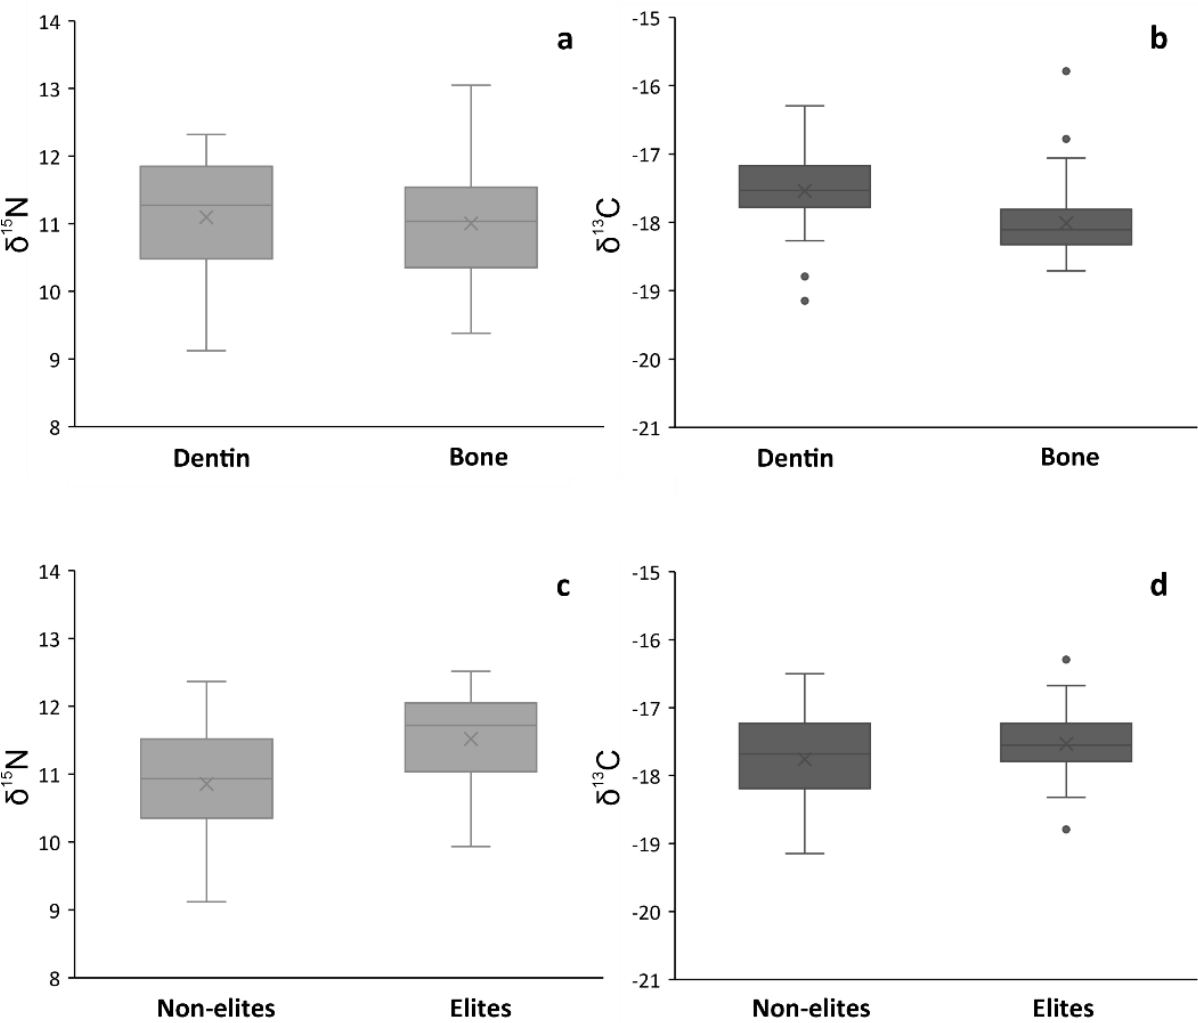 a
14
13
12
11
10
9
8
δ¹⁵N
Dentin
Bone
b
-15
-16
-17
-18
-19
-20
-21
δ¹³C
Dentin
Bone
c
14
13
12
11
10
9
8
δ¹⁵N
Non-elites
Elites
d
-15
-16
-17
-18
-19
-20
-21
δ¹³C
Non-elites
Elites